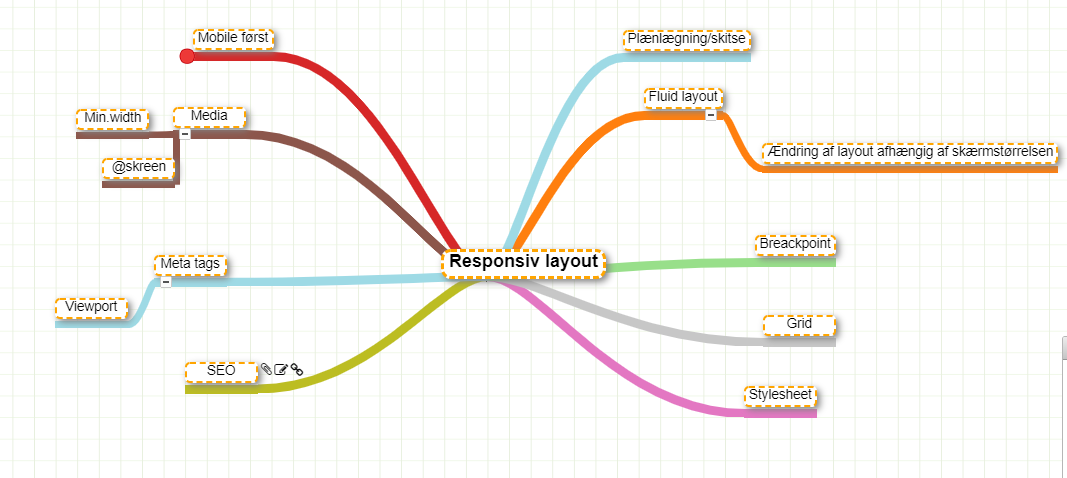 Mobile først
Plænlægning/skitse
Fluid layout
Min.width
Media
Ændring af layout afhængig af skærmstørrelsen
@skreen
Breackpoint
Responsiv layout
Meta tags
Viewport
Grid
SEO
Stylesheet